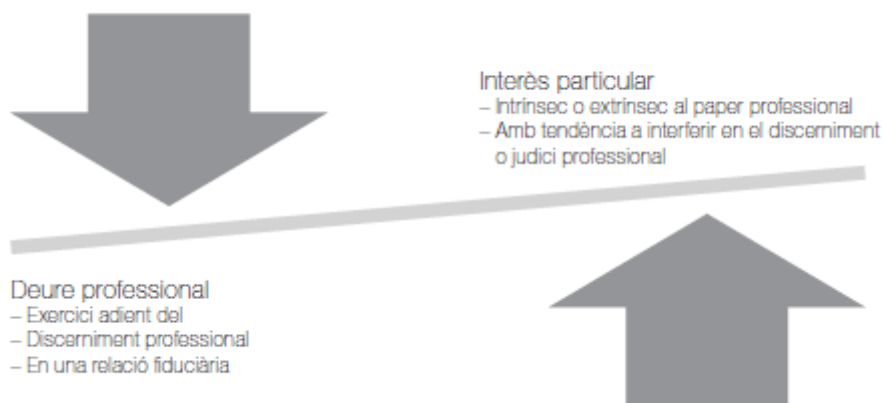 Interès particular
– Intrínsec o extrínsec al paper professional
– Amb tendència a interferir en el discerniment
o judici professional
Deure professional
– Exercici adient del
– Discerniment professional
– En una relació fiduciària